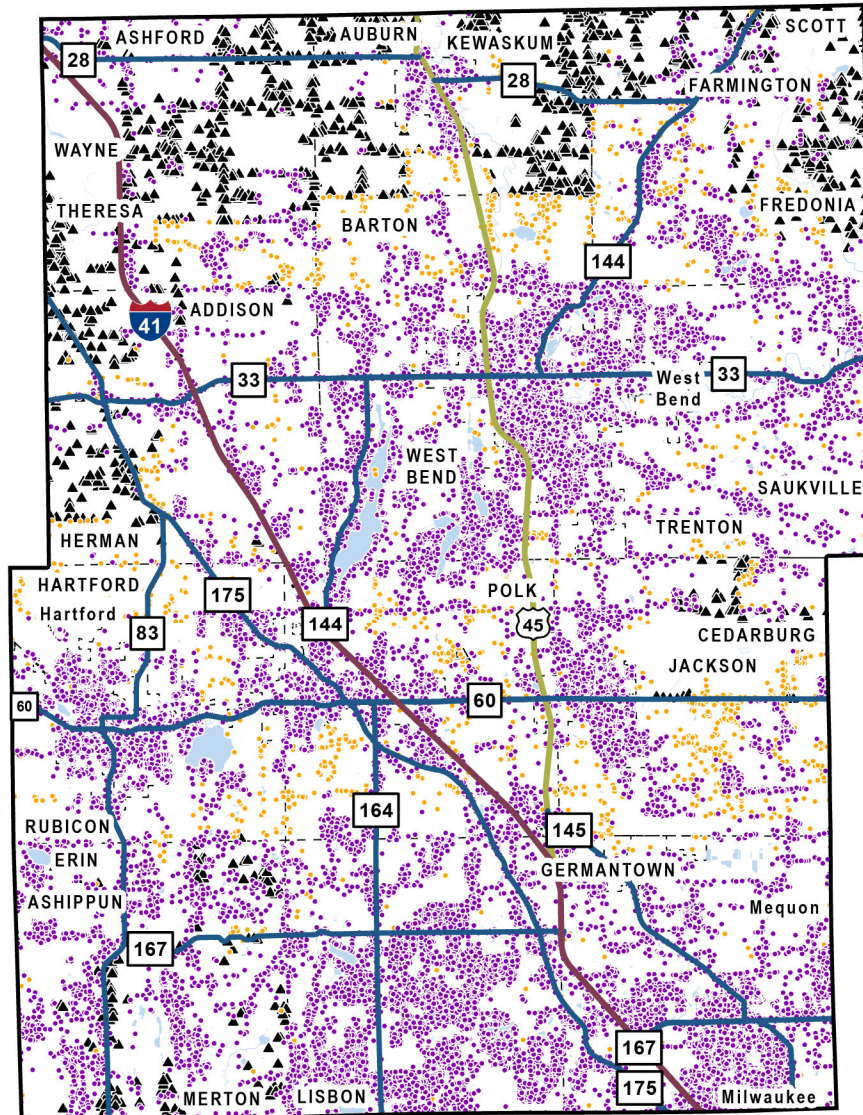 ASHFORD
AUBURN
KEWASKUM
SCOTT
28
28
FARMINGTON
WAYNE
THERESA
BARTON
FREDONIA
144
ADDISON
41
33
West
Bend
33
WEST
BEND
SAUKVILLE
TRENTON
HERMAN
HARTFORD
Hartford
175
POLK
83
144
45
CEDARBURG
JACKSON
60
60
164
145
RUBICON
ERIN
GERMANTOWN
ASHIPPUN
Mequon
167
167
175
MERTON
LISBON
Milwaukee